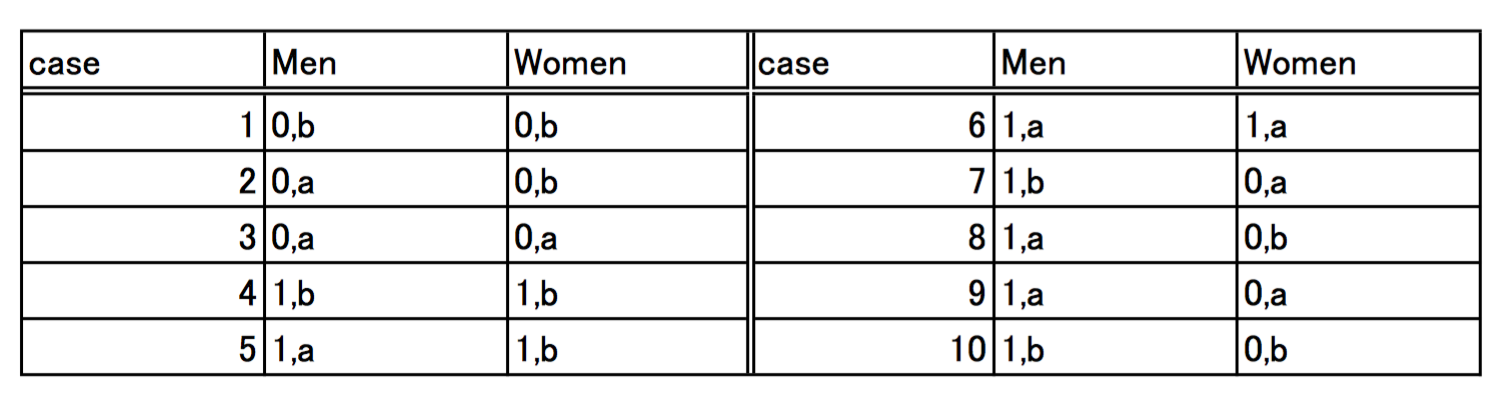 case Men Women case Men Women
1 0,b 0,b 6 1,a 1,a
2 0,a 0,b 7 1,b 0,a
3 0,a 0,a 8 1,a 0,b
4 1,b 1,b 9 1,a 0,a
5 1,a 1,b 10 1,b 0,b